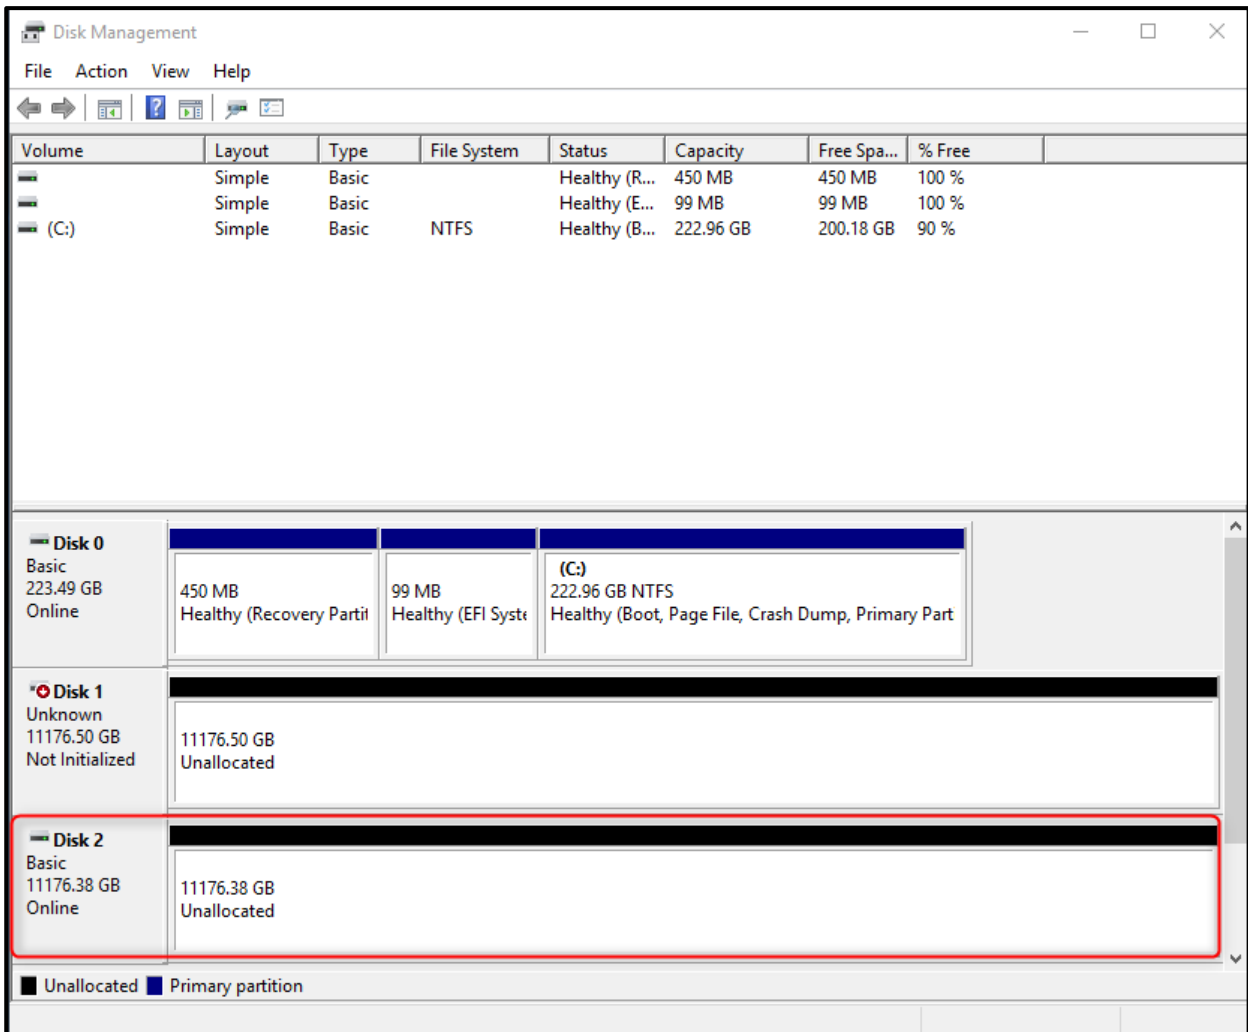 Disk Management
File Action View Help
Volume Layout Type File System Status Capacity Free Spa... % Free
Simple Basic Healthy (R... 450 MB 450 MB 100 %
Simple Basic Healthy (E... 99 MB 99 MB 100 %
(C:) Simple Basic NTFS Healthy (B... 222.96 GB 200.18 GB 90 %
Disk 0
Basic
223.49 GB
Online
450 MB
Healthy (Recovery Partit
99 MB
Healthy (EFI Syste
(C:)
222.96 GB NTFS
Healthy (Boot, Page File, Crash Dump, Primary Part
Disk 1
Unknown
11176.50 GB
Not Initialized
11176.50 GB
Unallocated
Disk 2
Basic
11176.38 GB
Online
11176.38 GB
Unallocated
Unallocated Primary partition